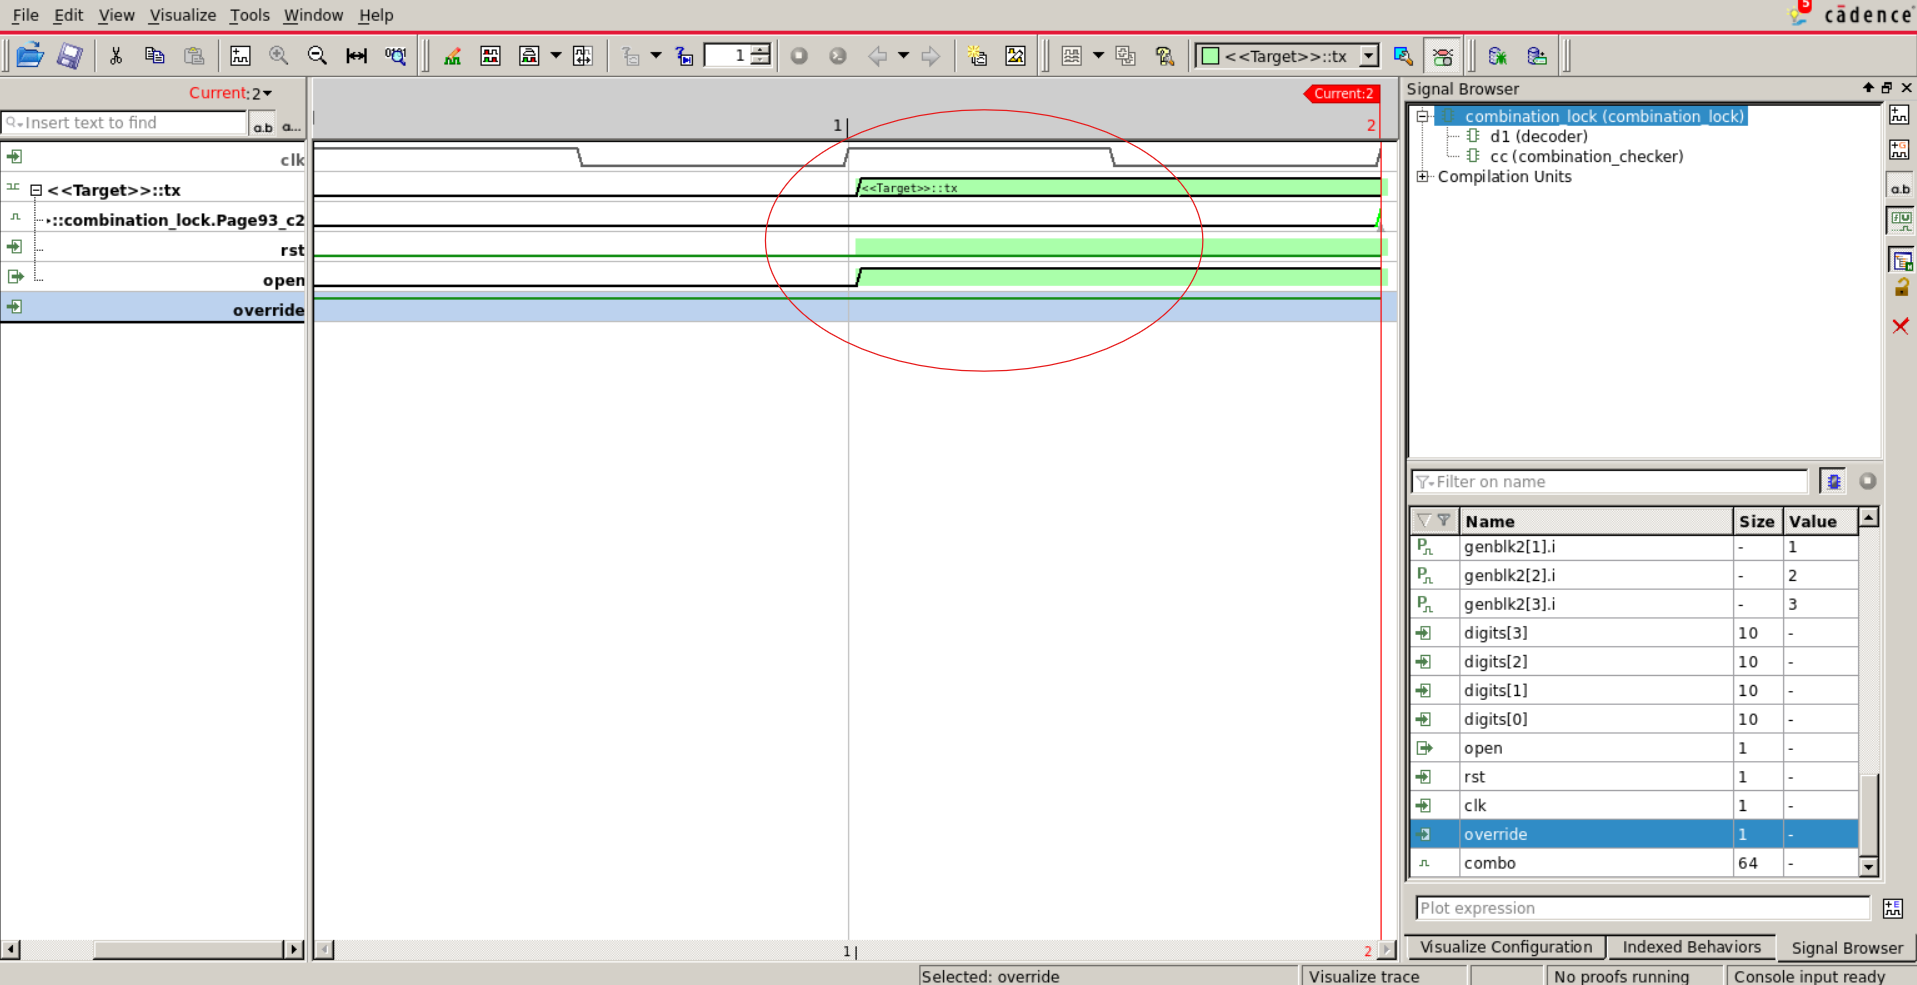 File Edit View Visualize Tools Window Help
5
cādence
1
<<Target>>::tx
Current:2
Insert text to find
a.b
a...
Current:2
1
2
clk
<<Target>>::tx
<<Target>>::tx
::combination_lock.Page93_c2
rst
open
override
1
2
Signal Browser
combination_lock (combination_lock)
d1 (decoder)
cc (combination_checker)
Compilation Units
a.b
Filter on name
Name Size Value
genblk2[1].i - 1
genblk2[2].i - 2
genblk2[3].i - 3
digits[3] 10 -
digits[2] 10 -
digits[1] 10 -
digits[0] 10 -
open 1 -
rst 1 -
clk 1 -
override 1 -
combo 64 -
Plot expression
Visualize Configuration Indexed Behaviors Signal Browser
Selected: override Visualize trace No proofs running Console input ready